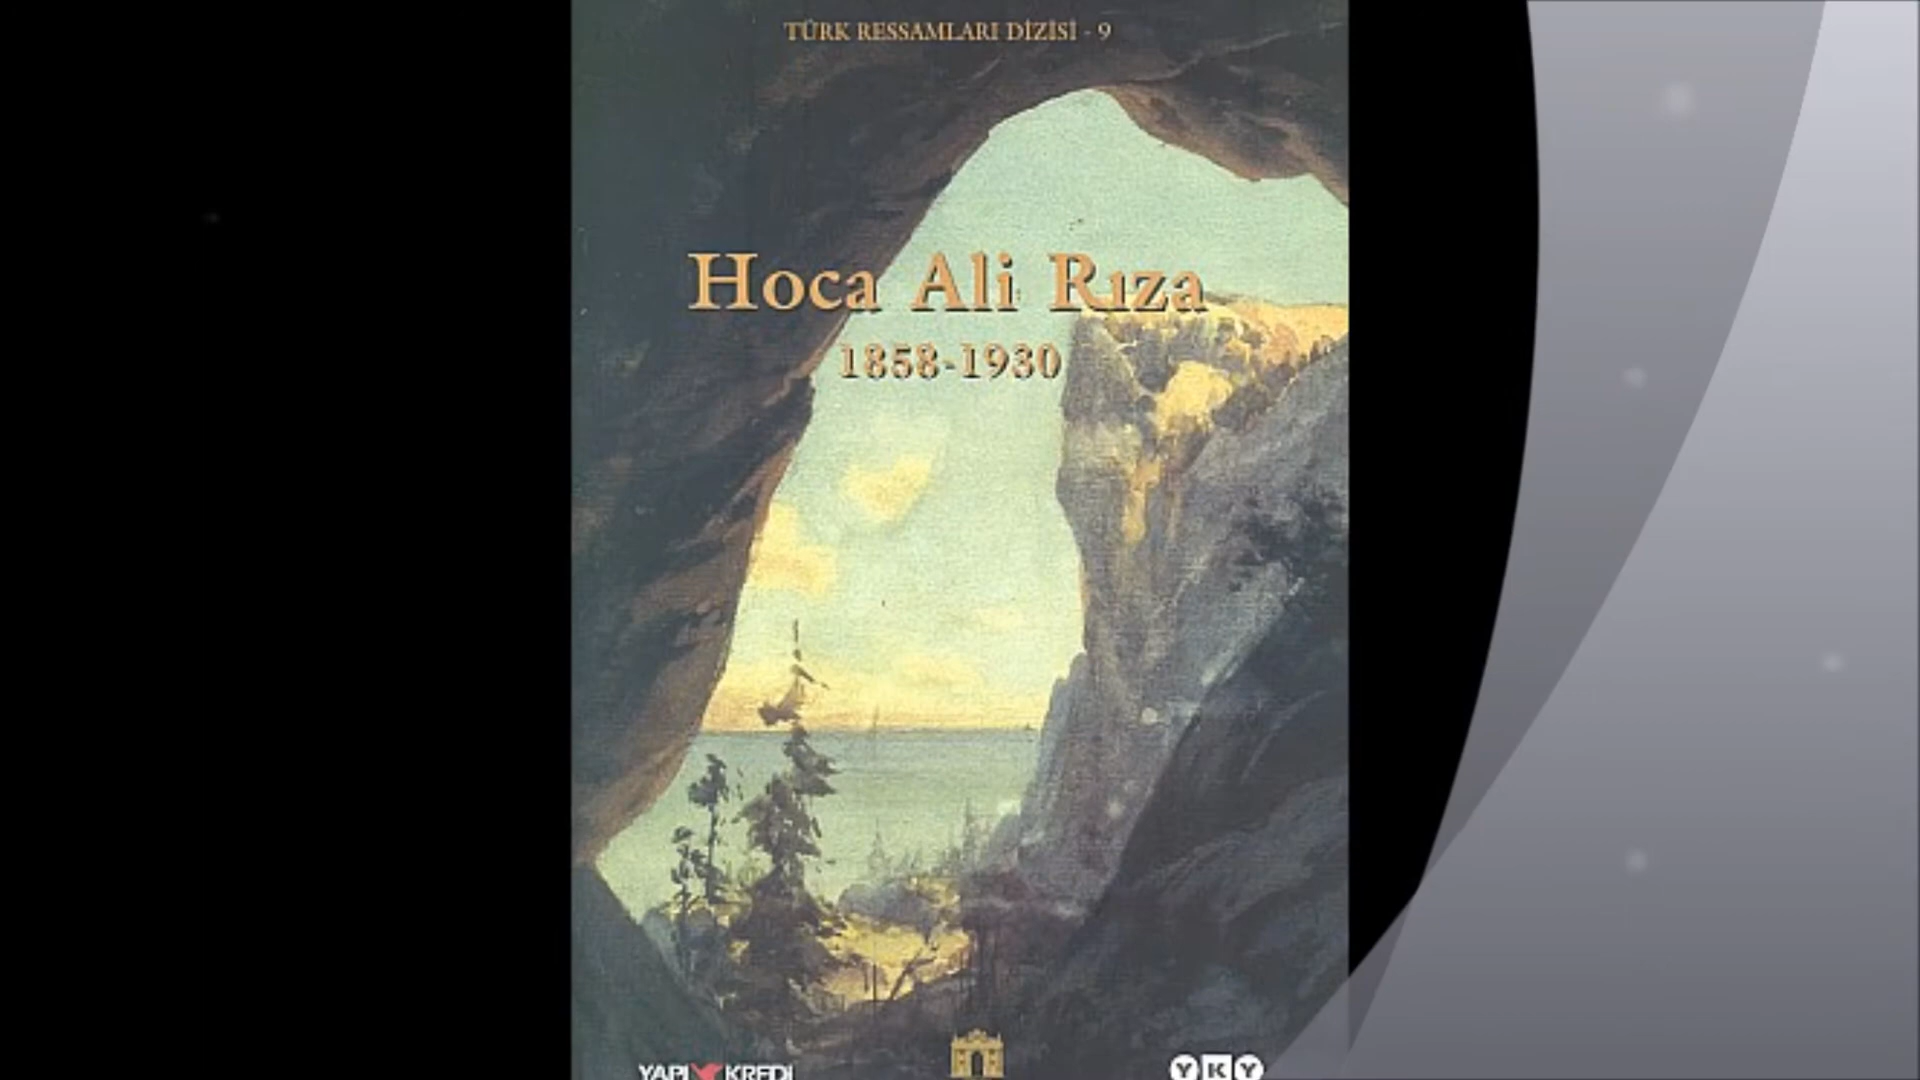 TÜRK RESSAMLARI DİZİSİ - 9
Hoca Ali Rıza
1858-1930
YAPI KREDİ
YKY